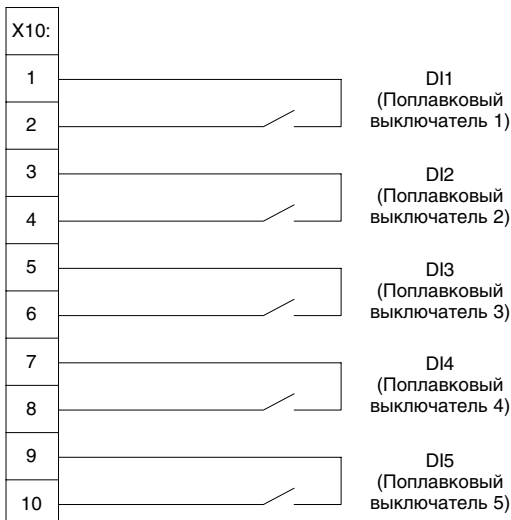 X10:
1
DI1
(Поплавковый
выключатель 1)
2
3
DI2
(Поплавковый
выключатель 2)
4
5
DI3
(Поплавковый
выключатель 3)
6
7
DI4
(Поплавковый
выключатель 4)
8
9
DI5
(Поплавковый
выключатель 5)
10